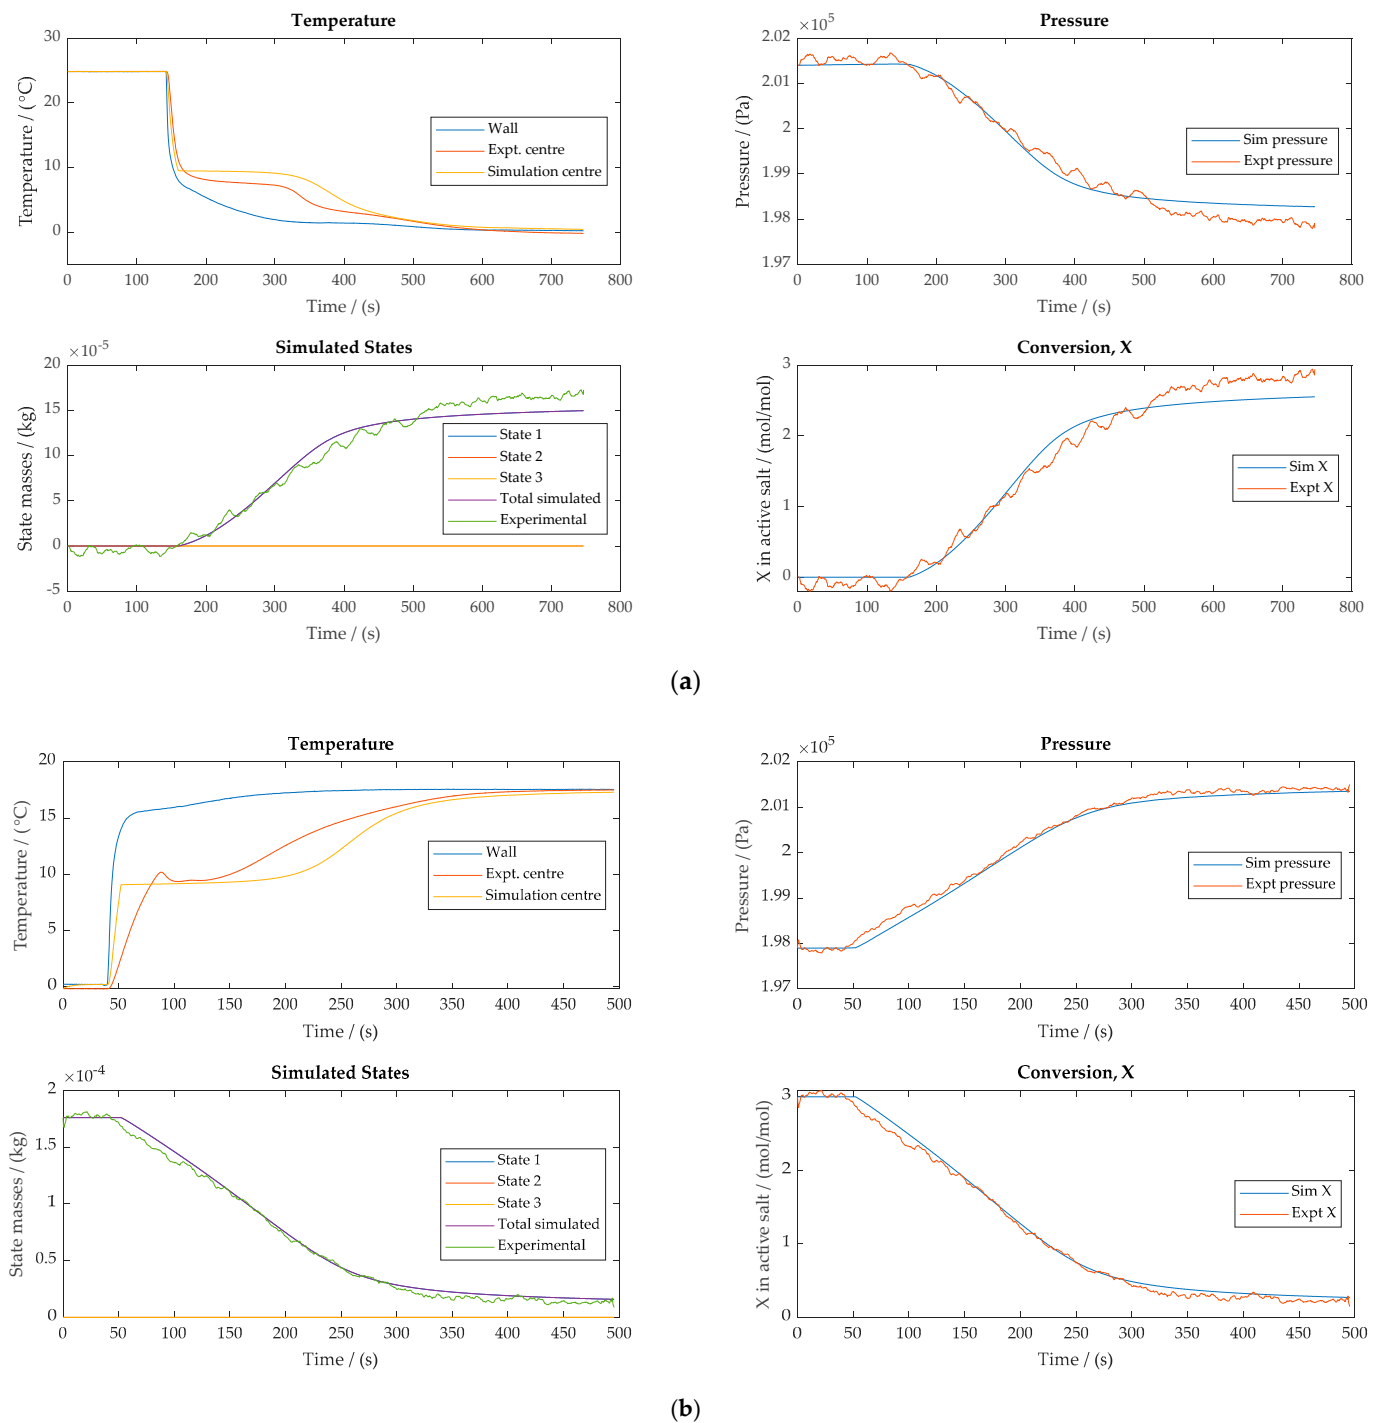 Temperature
30
20
10
0
Temperature / (°C)
Wall
Expt. centre
Simulation centre
0 100 200 300 400 500 600 700 800
Time / (s)
Pressure
×10⁵
2.02
2.01
2
1.99
1.98
1.97
Pressure / (Pa)
Sim pressure
Expt pressure
0 100 200 300 400 500 600 700 800
Time / (s)
Simulated States
×10⁻⁵
20
15
10
5
0
-5
State masses / (kg)
State 1
State 2
State 3
Total simulated
Experimental
0 100 200 300 400 500 600 700 800
Time / (s)
Conversion, X
3
2
1
0
X in active salt / (mol/mol)
Sim X
Expt X
0 100 200 300 400 500 600 700 800
Time / (s)
(a)
Temperature
20
15
10
5
0
Temperature / (°C)
Wall
Expt. centre
Simulation centre
0 50 100 150 200 250 300 350 400 450 500
Time / (s)
Pressure
×10⁵
2.02
2.01
2
1.99
1.98
1.97
Pressure / (Pa)
Sim pressure
Expt pressure
0 50 100 150 200 250 300 350 400 450 500
Time / (s)
Simulated States
×10⁻⁴
2
1.5
1
0.5
0
State masses / (kg)
State 1
State 2
State 3
Total simulated
Experimental
0 50 100 150 200 250 300 350 400 450 500
Time / (s)
Conversion, X
3
2
1
0
X in active salt / (mol/mol)
Sim X
Expt X
0 50 100 150 200 250 300 350 400 450 500
Time / (s)
(b)